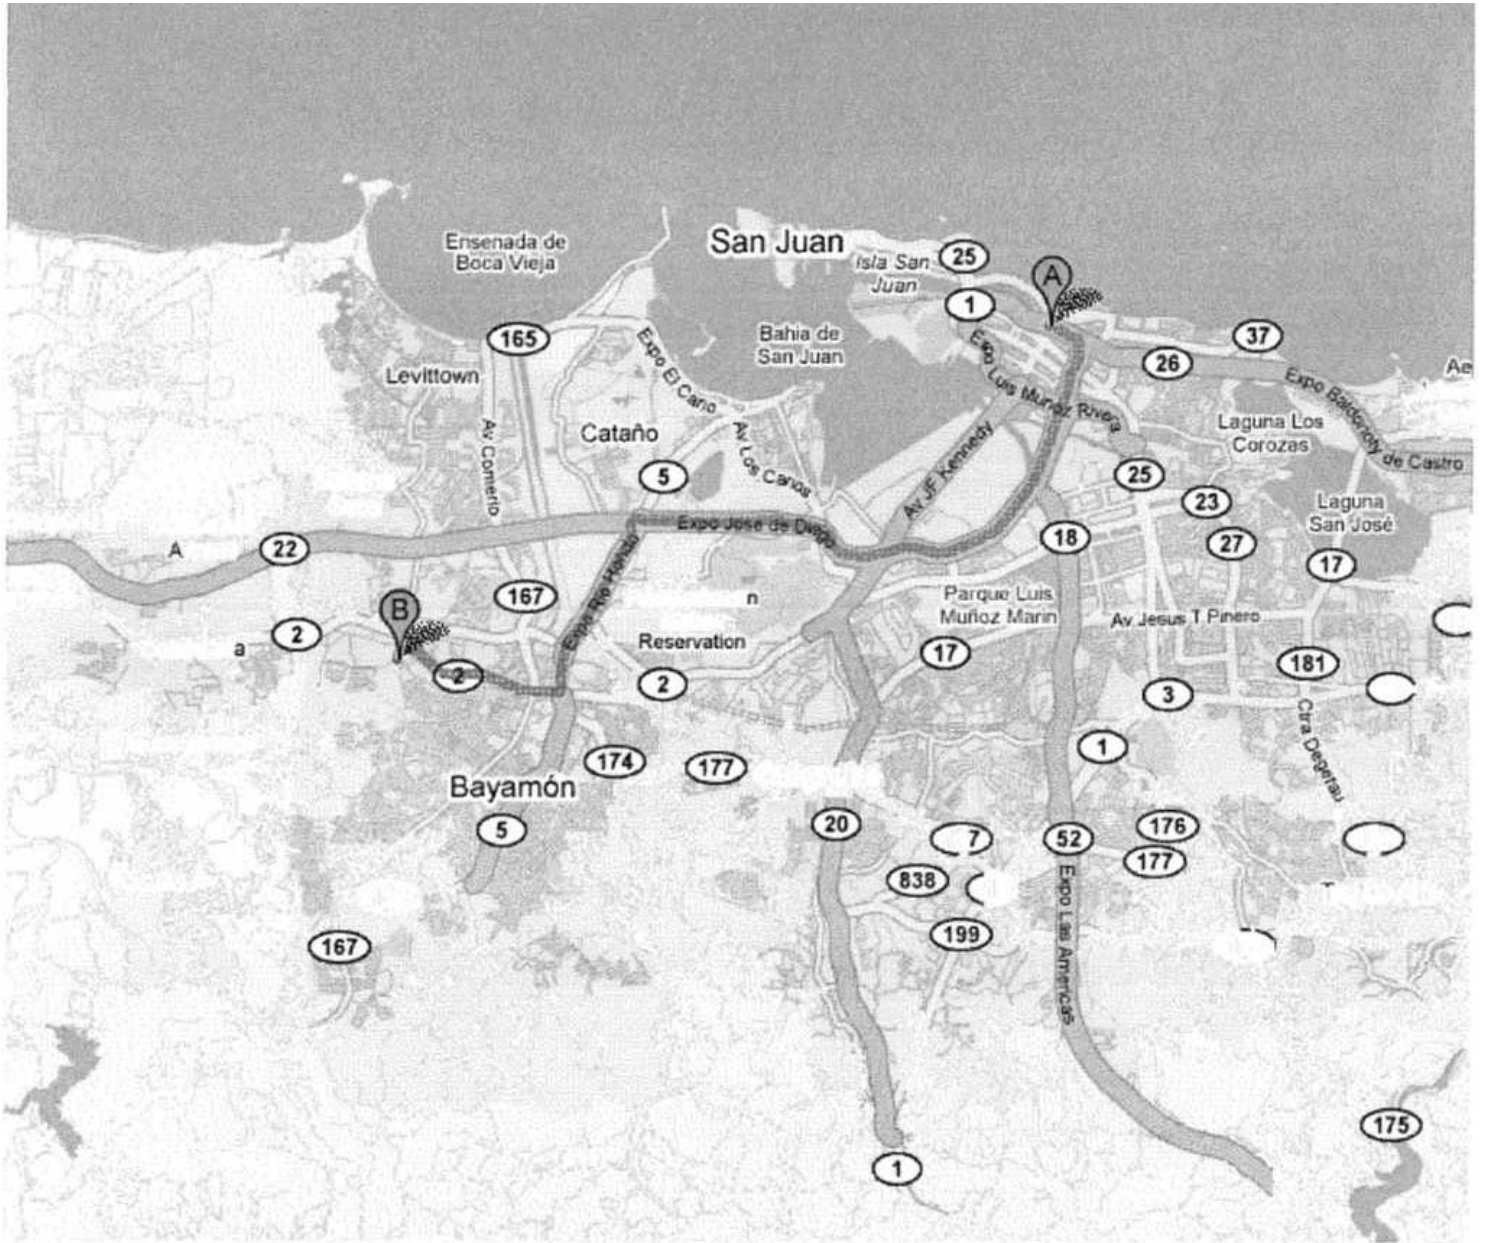 San Juan
Ensenada de
Boca Vieja
Isla San
Juan
25
A
1
165
Bahia de
San Juan
37
26
Levittown
Expo El Caño
Expo Luis Muñoz Rivera
Expo Baldorioty de Castro
Ae
Av Comerio
Cataño
Av Los Canos
Av JF Kennedy
Laguna Los
Corozas
5
25
23
Laguna
San José
Expo Jose de Diego
A
22
18
27
17
Expo Rio Hondo
167
n
Parque Luis
Muñoz Marin
Av Jesus T Pinero
B
2
a
Reservation
17
181
2
2
3
Ctra Degetau
1
174
177
Bayamón
5
20
7
52
176
177
838
Expo Las Americas
199
167
175
1